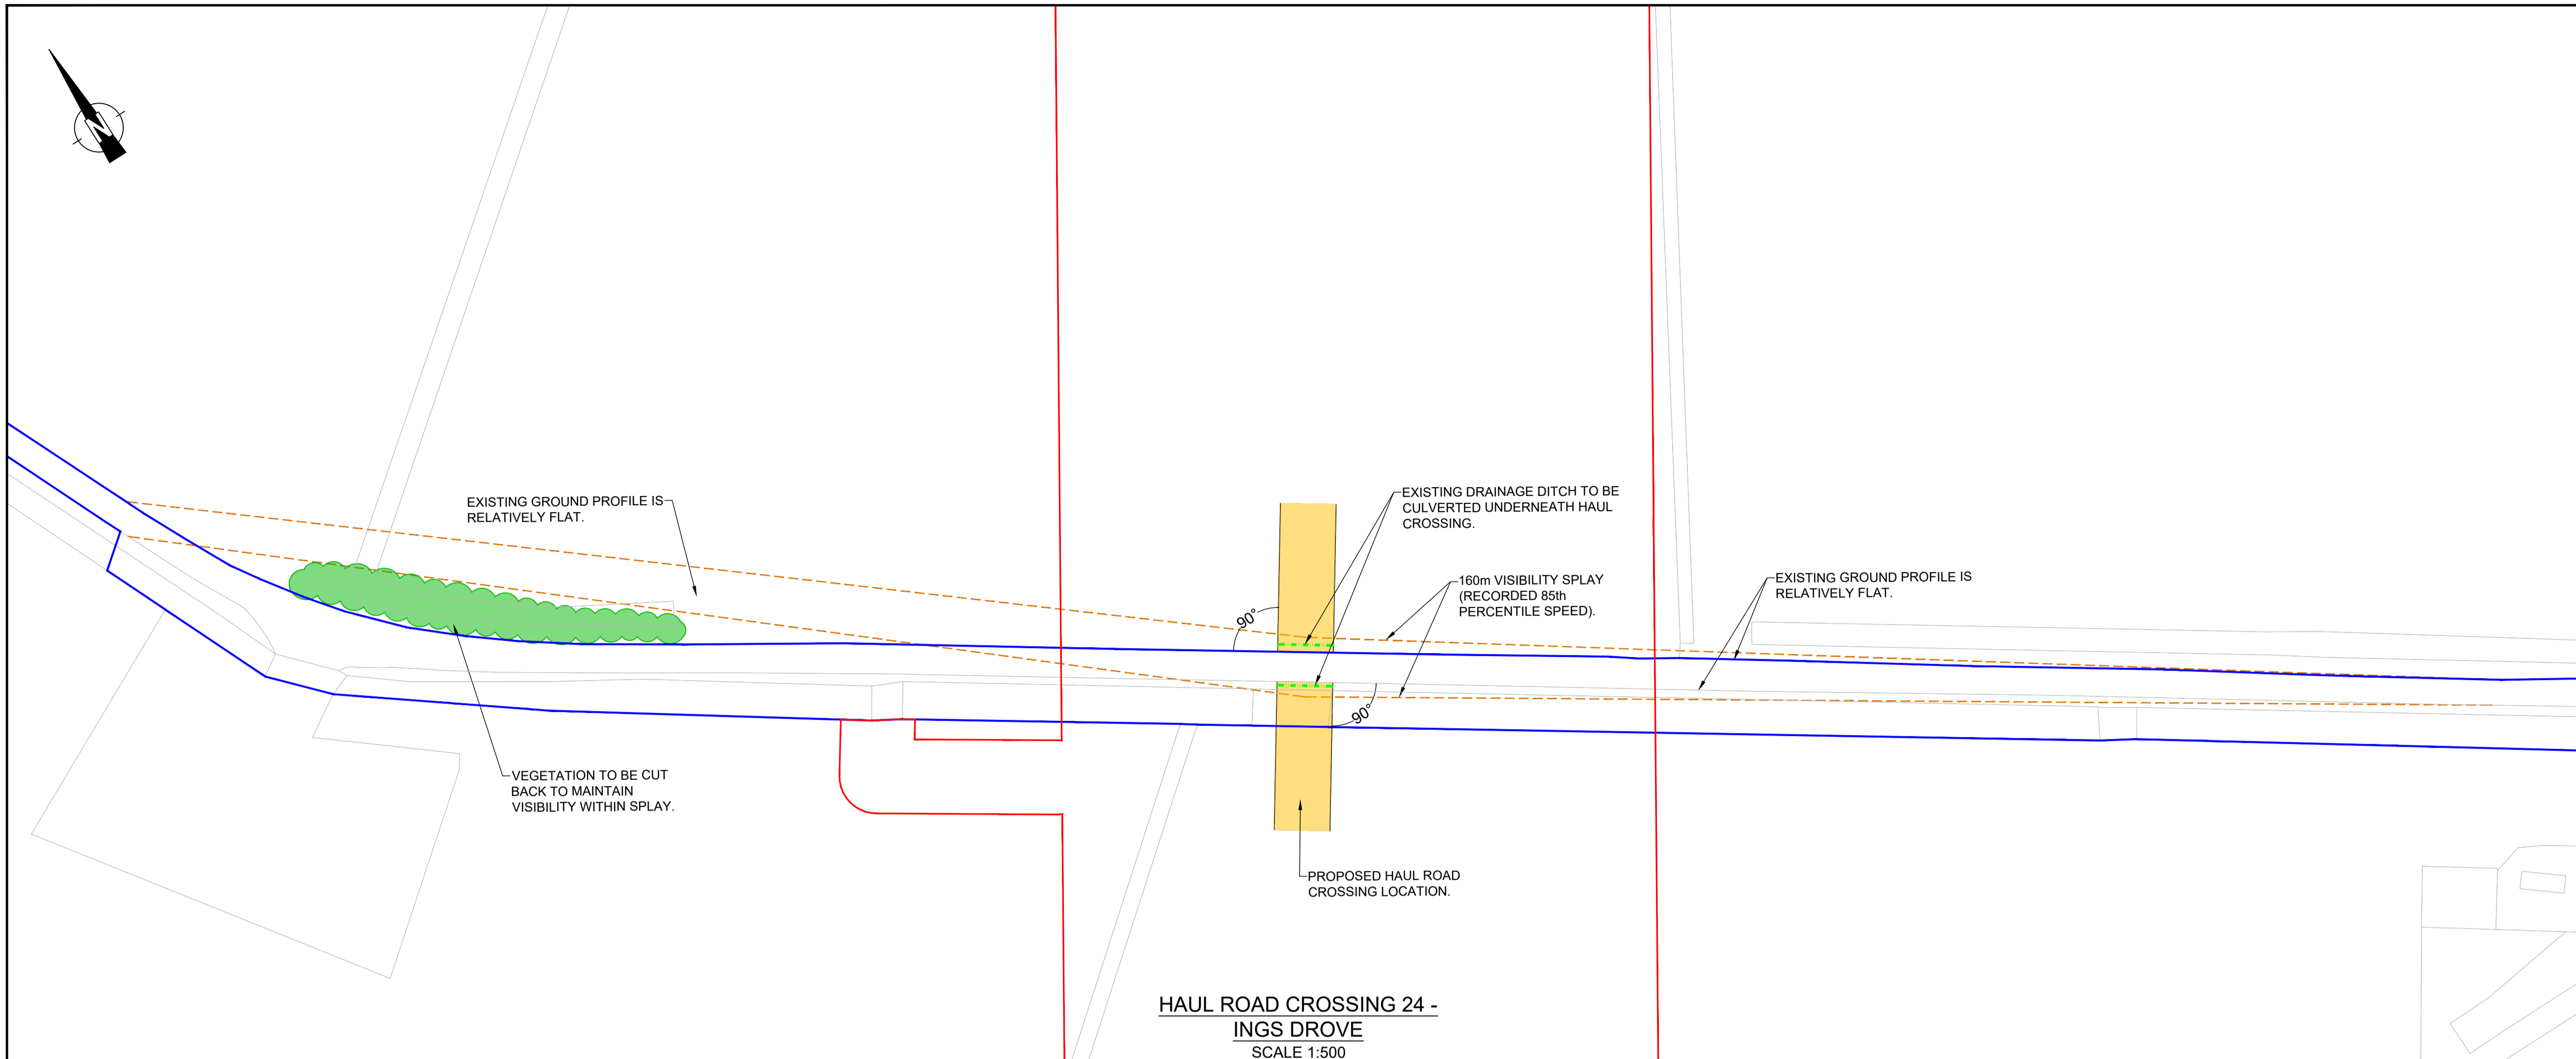 N
EXISTING GROUND PROFILE IS
RELATIVELY FLAT.
EXISTING DRAINAGE DITCH TO BE
CULVERTED UNDERNEATH HAUL
CROSSING.
160m VISIBILITY SPLAY
(RECORDED 85th
PERCENTILE SPEED).
EXISTING GROUND PROFILE IS
RELATIVELY FLAT.
90°
90°
VEGETATION TO BE CUT
BACK TO MAINTAIN
VISIBILITY WITHIN SPLAY.
PROPOSED HAUL ROAD
CROSSING LOCATION.
HAUL ROAD CROSSING 24 -
INGS DROVE
SCALE 1:500